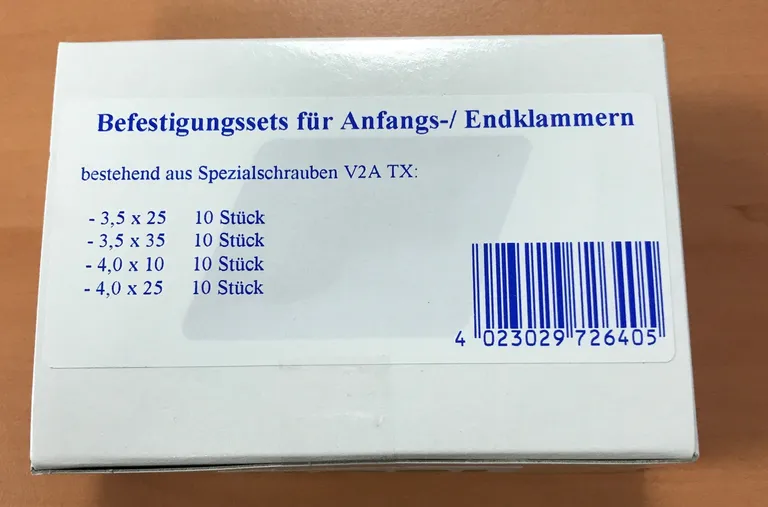 Befestigungssets für Anfangs-/ Endklammern
bestehend aus Spezialschrauben V2A TX:
- 3,5 x 25 10 Stück
- 3,5 x 35 10 Stück
- 4,0 x 10 10 Stück
- 4,0 x 25 10 Stück
4 023029 726405